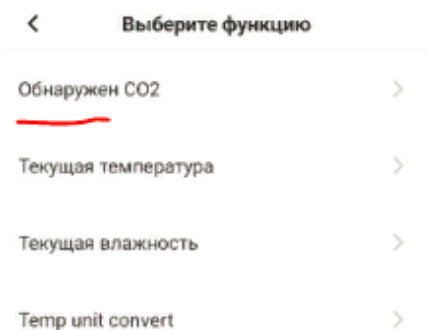 Выберите функцию
Обнаружен CO2
Текущая температура
Текущая влажность
Temp unit convert